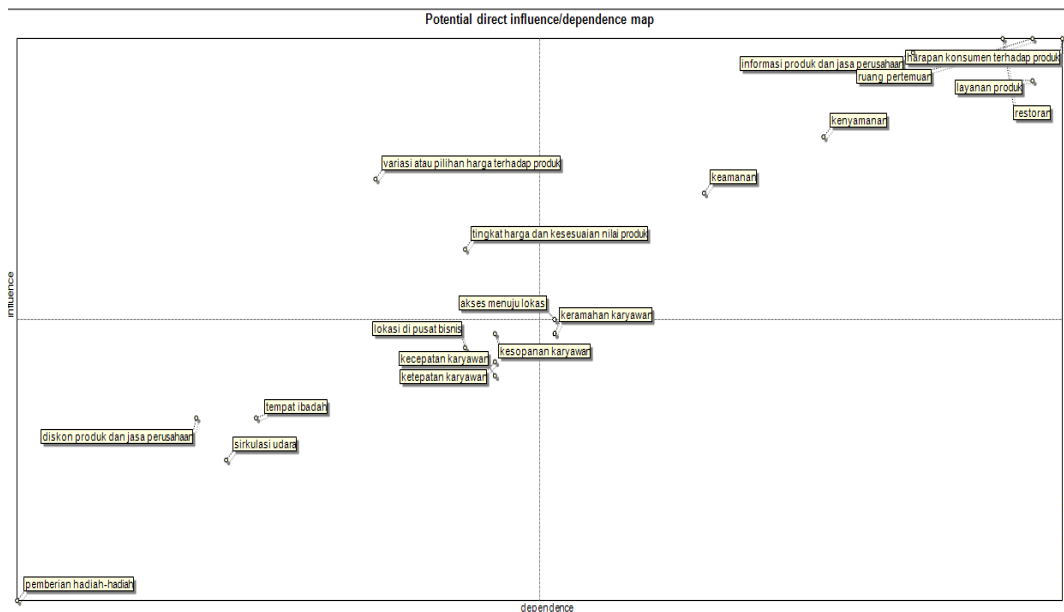 Potential direct influence/dependence map
harapan konsumen terhadap produk
informasi produk dan jasa perusahaan
ruang pertemuan
layanan produk
restoran
kenyamanan
variasi atau pilihan harga terhadap produk
keamanan
tingkat harga dan kesesuaian nilai produk
influence
akses menuju lokas
keramahan karyawan
lokasi di pusat bisnis
kesopanan karyawan
kecepatan karyawan
ketepatan karyawan
tempat ibadah
diskon produk dan jasa perusahaan
sirkulasi udara
pemberian hadiah-hadiah
dependence